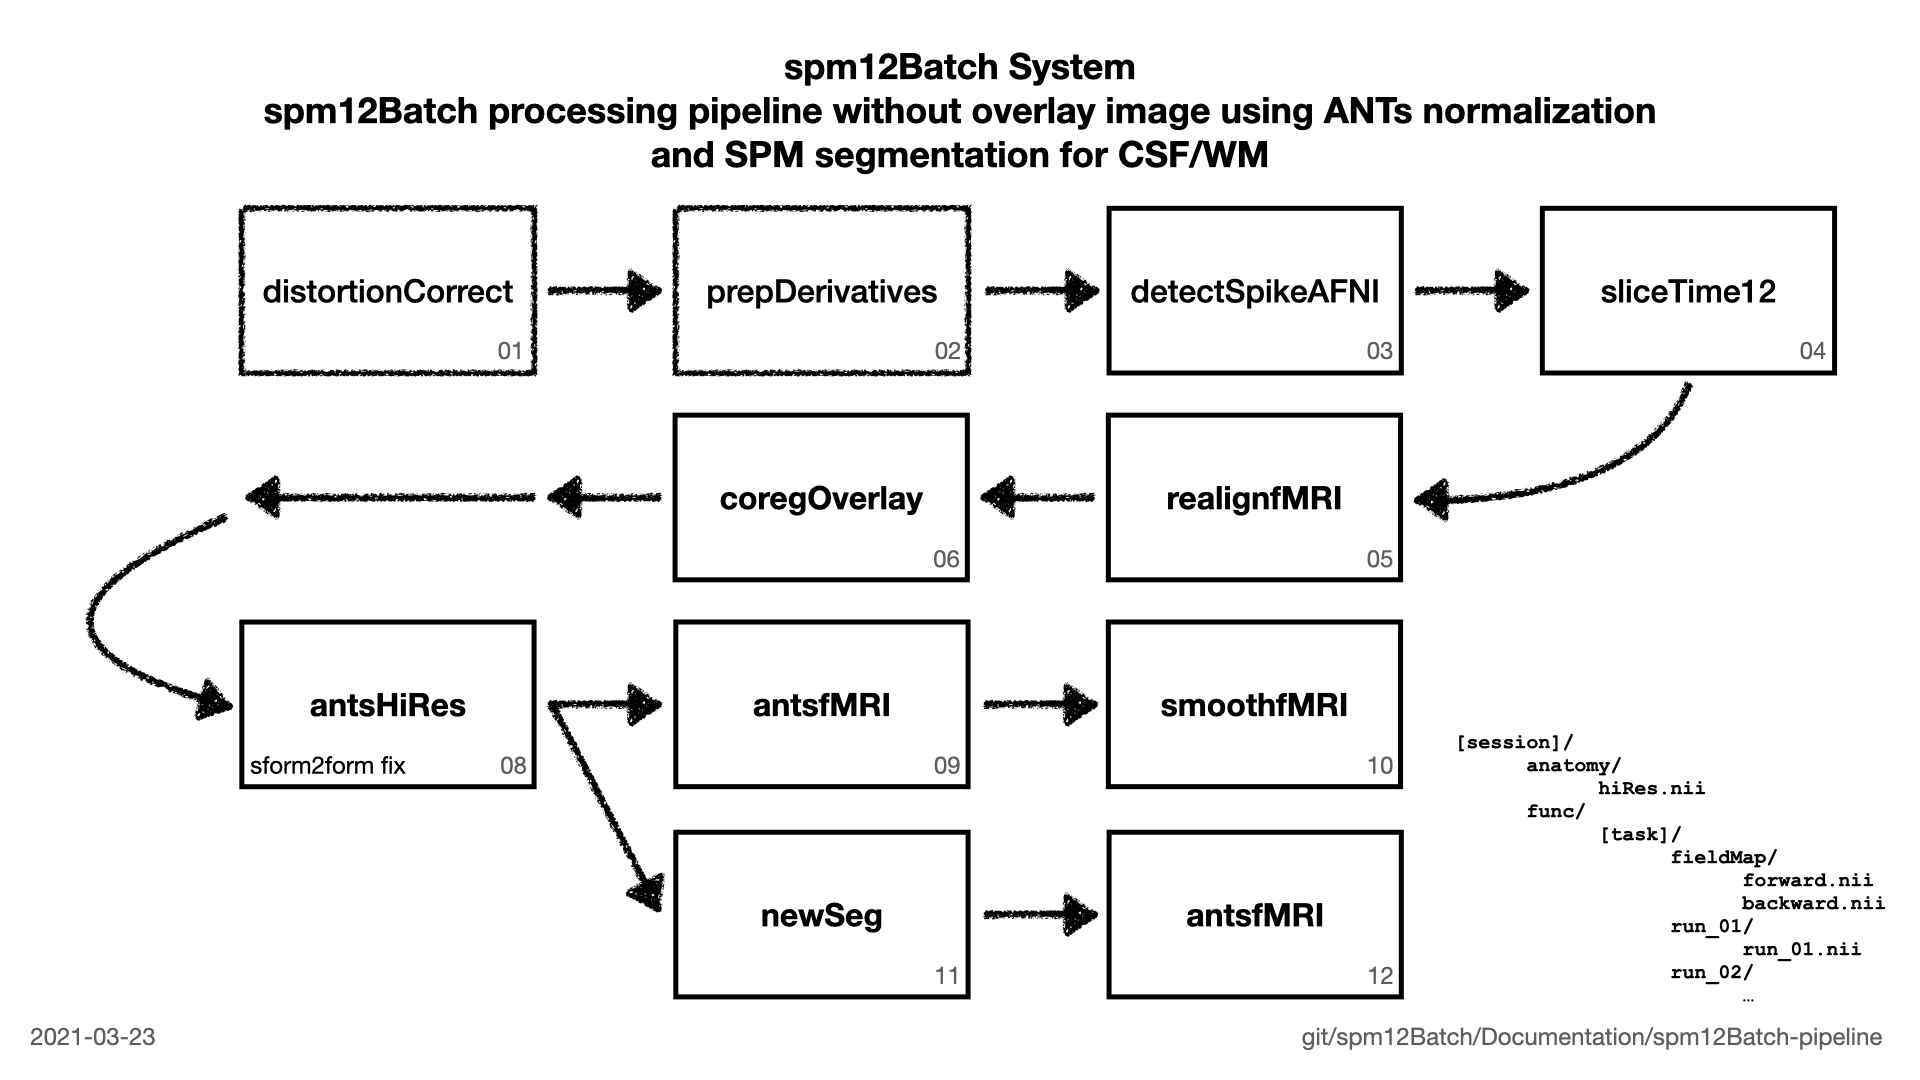 spm12Batch System
spm12Batch processing pipeline without overlay image using ANTs normalization
and SPM segmentation for CSF/WM
distortionCorrect
01
prepDerivatives
02
detectSpikeAFNI
03
sliceTime12
04
coregOverlay
06
realignfMRI
05
antsHiRes
sform2form fix
08
antsfMRI
09
smoothfMRI
10
newSeg
11
antsfMRI
12
[session]/
anatomy/
hiRes.nii
func/
[task]/
fieldMap/
forward.nii
backward.nii
run_01/
run_01.nii
run_02/
…
2021-03-23
git/spm12Batch/Documentation/spm12Batch-pipeline